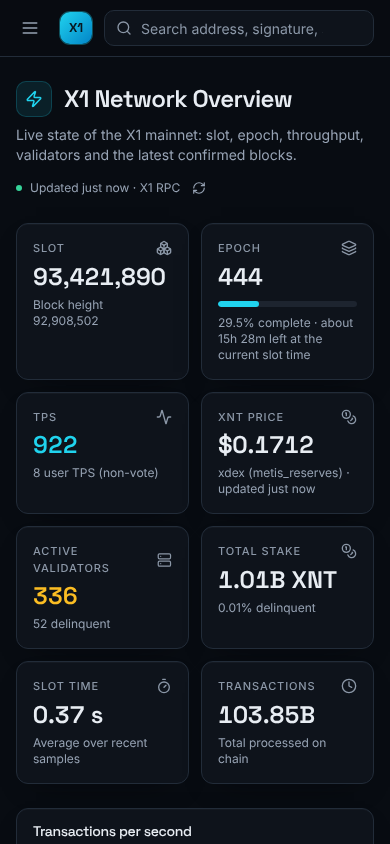 X1
Search address, signature,
X1 Network Overview
Live state of the X1 mainnet: slot, epoch, throughput,
validators and the latest confirmed blocks.
Updated just now · X1 RPC
SLOT
93,421,890
Block height
92,908,502
EPOCH
444
29.5% complete · about
15h 28m left at the
current slot time
TPS
922
8 user TPS (non-vote)
XNT PRICE
$0.1712
xdex (metis_reserves) ·
updated just now
ACTIVE
VALIDATORS
336
52 delinquent
TOTAL STAKE
1.01B XNT
0.01% delinquent
SLOT TIME
0.37 s
Average over recent
samples
TRANSACTIONS
103.85B
Total processed on
chain
Transactions per second